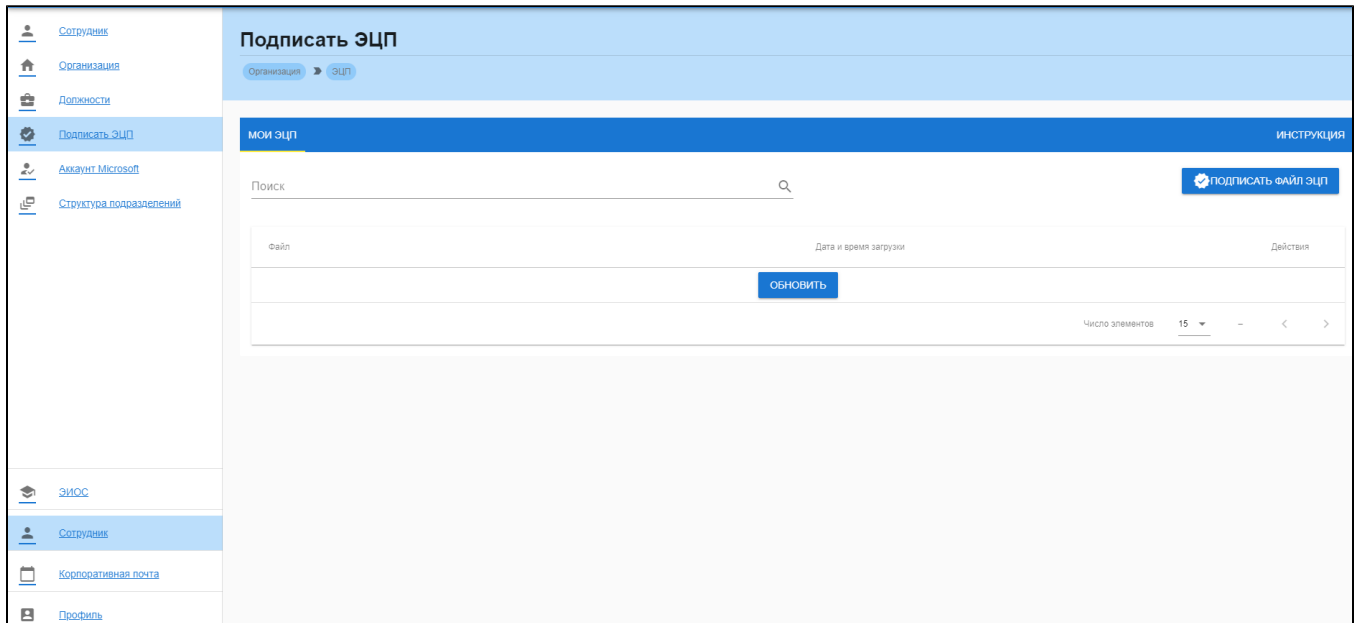 Сотрудник
Организация
Должности
Подписать ЭЦП
Аккаунт Microsoft
Структура подразделений
ЭИОС
Сотрудник
Корпоративная почта
Профиль
Подписать ЭЦП
Организация ЭЦП
МОИ ЭЦП ИНСТРУКЦИЯ
Поиск ПОДПИСАТЬ ФАЙЛ ЭЦП
Файл Дата и время загрузки Действия
ОБНОВИТЬ
Число элементов 15 –